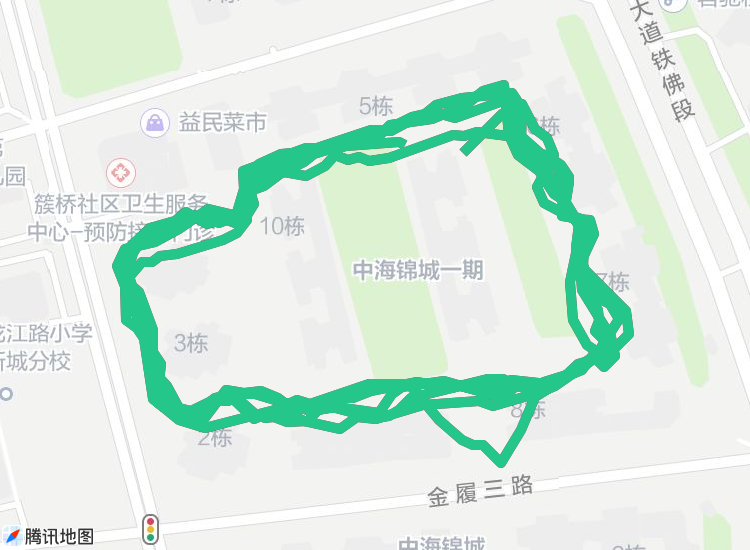 大道铁佛段
5栋
益民菜市
簇桥社区卫生服务
中心-预防接
门诊
10栋
中海锦城一期
7栋
花江路小学
新城分校
3栋
8栋
2栋
金履三路
腾讯地图
中海锦城